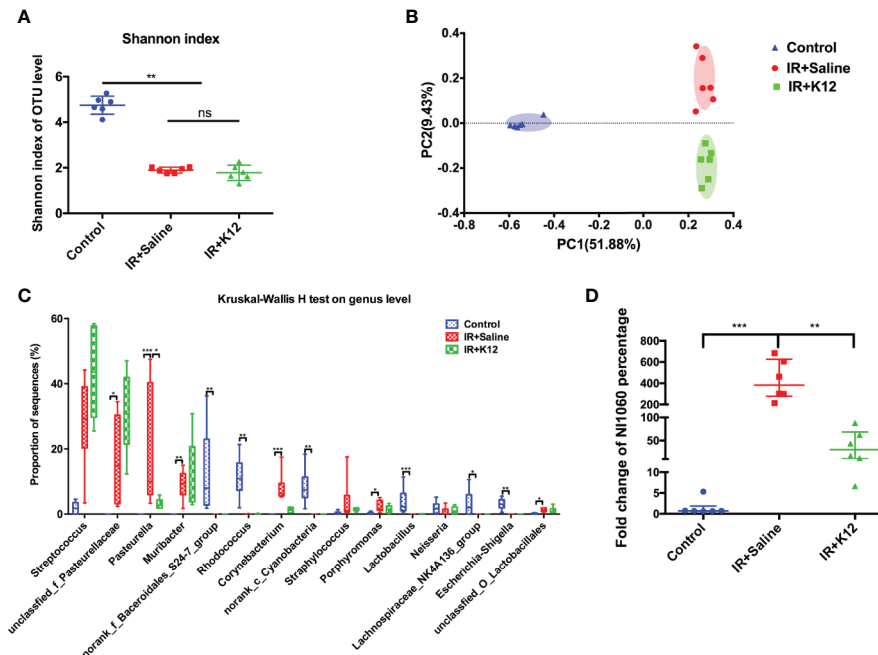 A
Shannon index
Shannon index of OTU level
6
4
2
0
**
ns
Control
IR+Saline
IR+K12
B
PC2(9.43%)
0.4
0.2
0.0
-0.2
-0.4
-0.8
-0.6
-0.4
-0.2
0.0
0.2
0.4
PC1(51.88%)
Control
IR+Saline
IR+K12
C
Kruskal-Wallis H test on genus level
Proportion of sequences (%)
60
40
20
0
Control
IR+Saline
IR+K12
*
***
*
**
**
**
***
**
*
***
*
**
*
Streptococcus
unclassfied_f_Pasteurellaceae
Pasteurella
Muribacter
norank_f_Baceroidales_S24-7_group
Rhodococcus
Corynebacterium
norank_c_Cyanobacteria
Straphylococcus
Porphyromonas
Lactobacillus
Neisseria
Lachnospiraceae_NK4A136_group
Escherichia-Shigella
unclassified_O_Lactobacillales
D
Fold change of NI1060 percentage
800
600
400
200
100
50
10
5
0
***
**
Control
IR+Saline
IR+K12